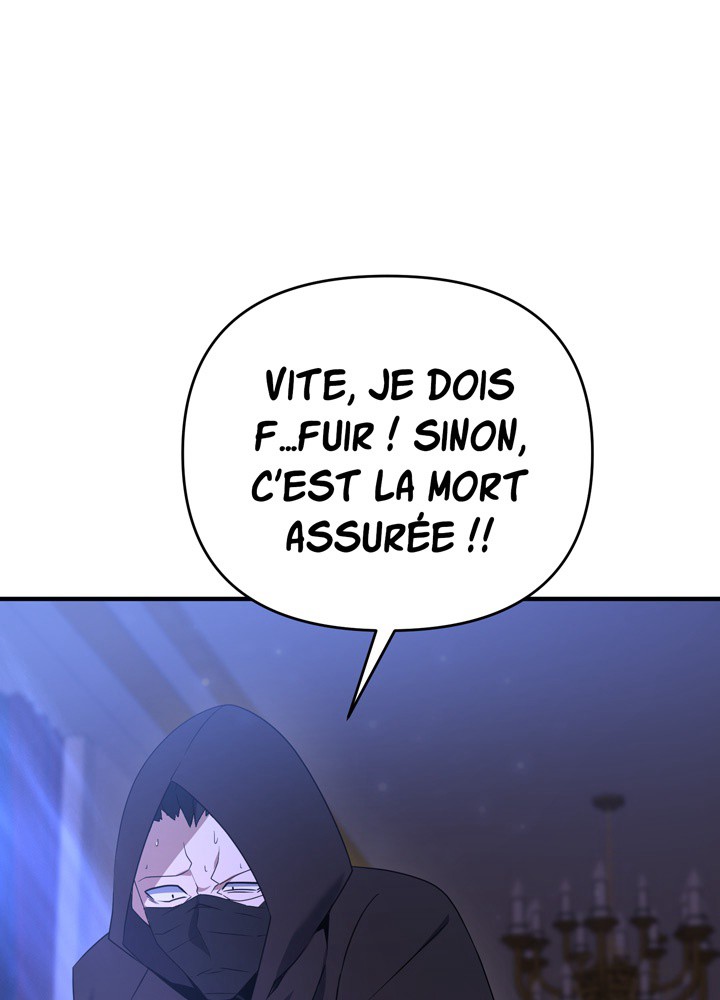 VITE, JE DOIS
F...FUIR ! SINON,
C'EST LA MORT
ASSURÉE !!